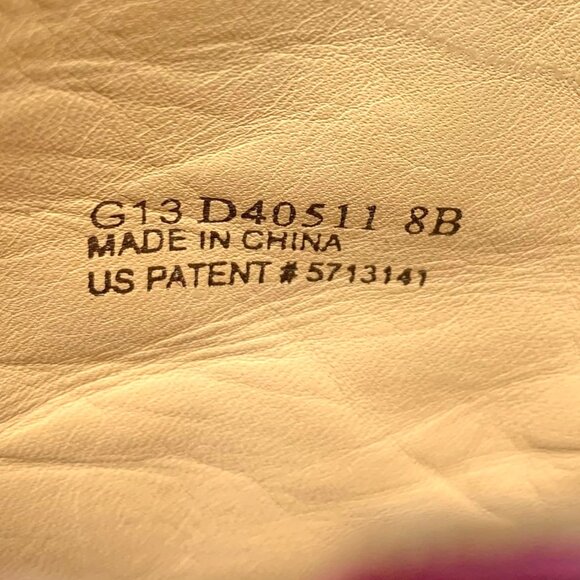 G13 D40511 8B
MADE IN CHINA
US PATENT # 5713141